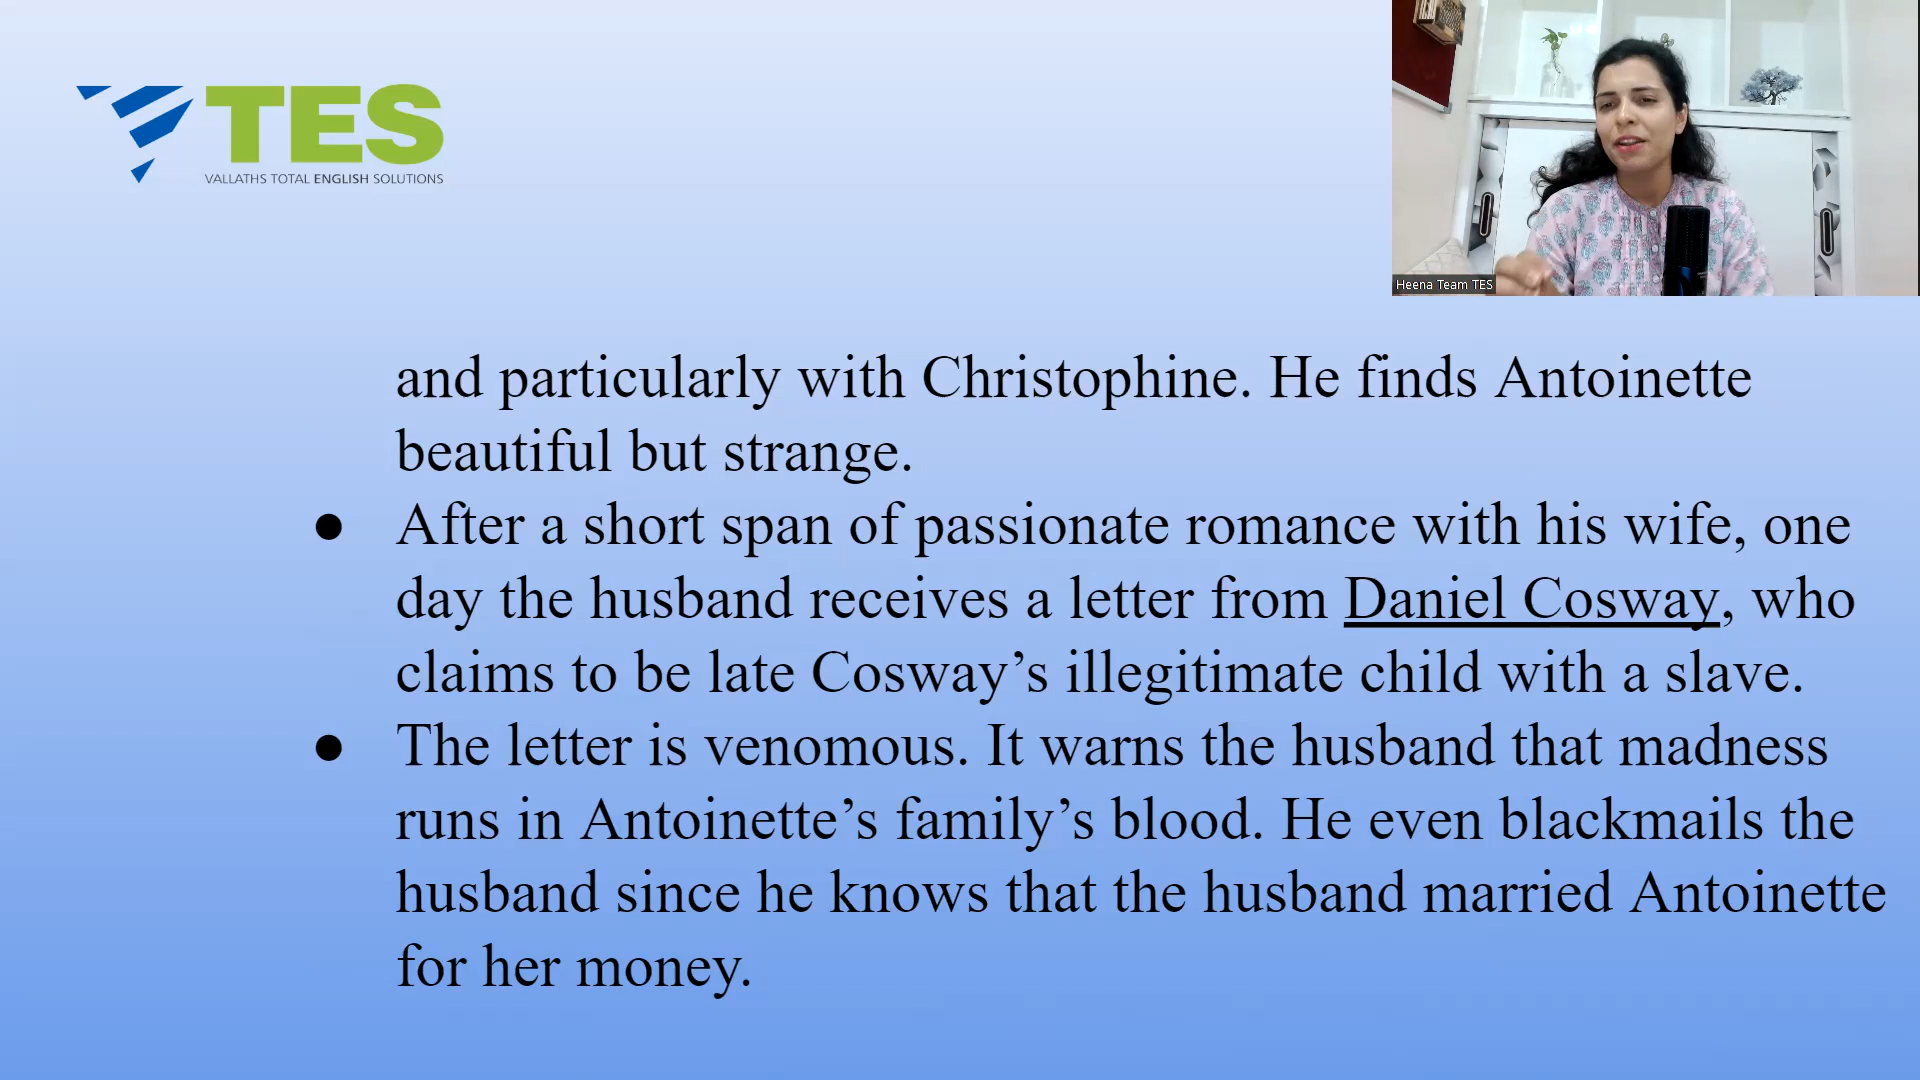 TES
VALLATHS TOTAL ENGLISH SOLUTIONS
Heena Team TES
and particularly with Christophine. He finds Antoinette
beautiful but strange.
● After a short span of passionate romance with his wife, one
day the husband receives a letter from Daniel Cosway, who
claims to be late Cosway’s illegitimate child with a slave.
● The letter is venomous. It warns the husband that madness
runs in Antoinette’s family’s blood. He even blackmails the
husband since he knows that the husband married Antoinette
for her money.